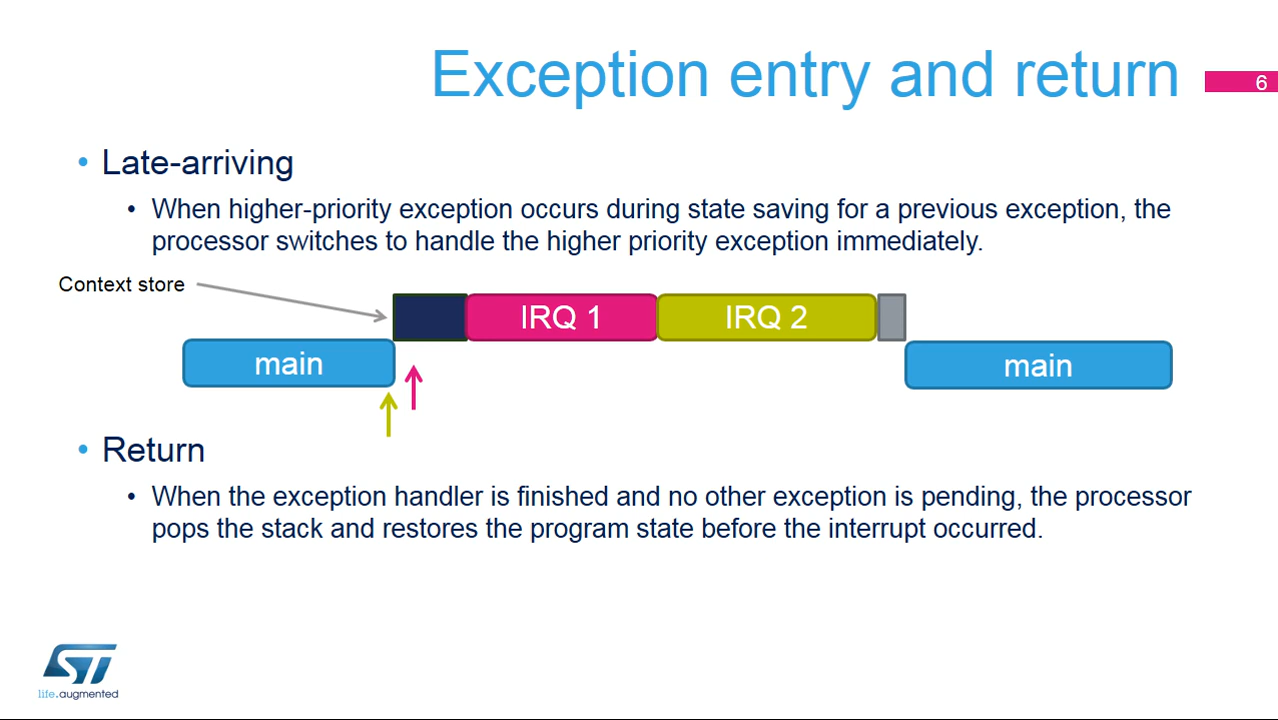 Exception entry and return
6
• Late-arriving
• When higher-priority exception occurs during state saving for a previous exception, the
processor switches to handle the higher priority exception immediately.
Context store
IRQ 1
IRQ 2
main
main
• Return
• When the exception handler is finished and no other exception is pending, the processor
pops the stack and restores the program state before the interrupt occurred.
ST
life.augmented